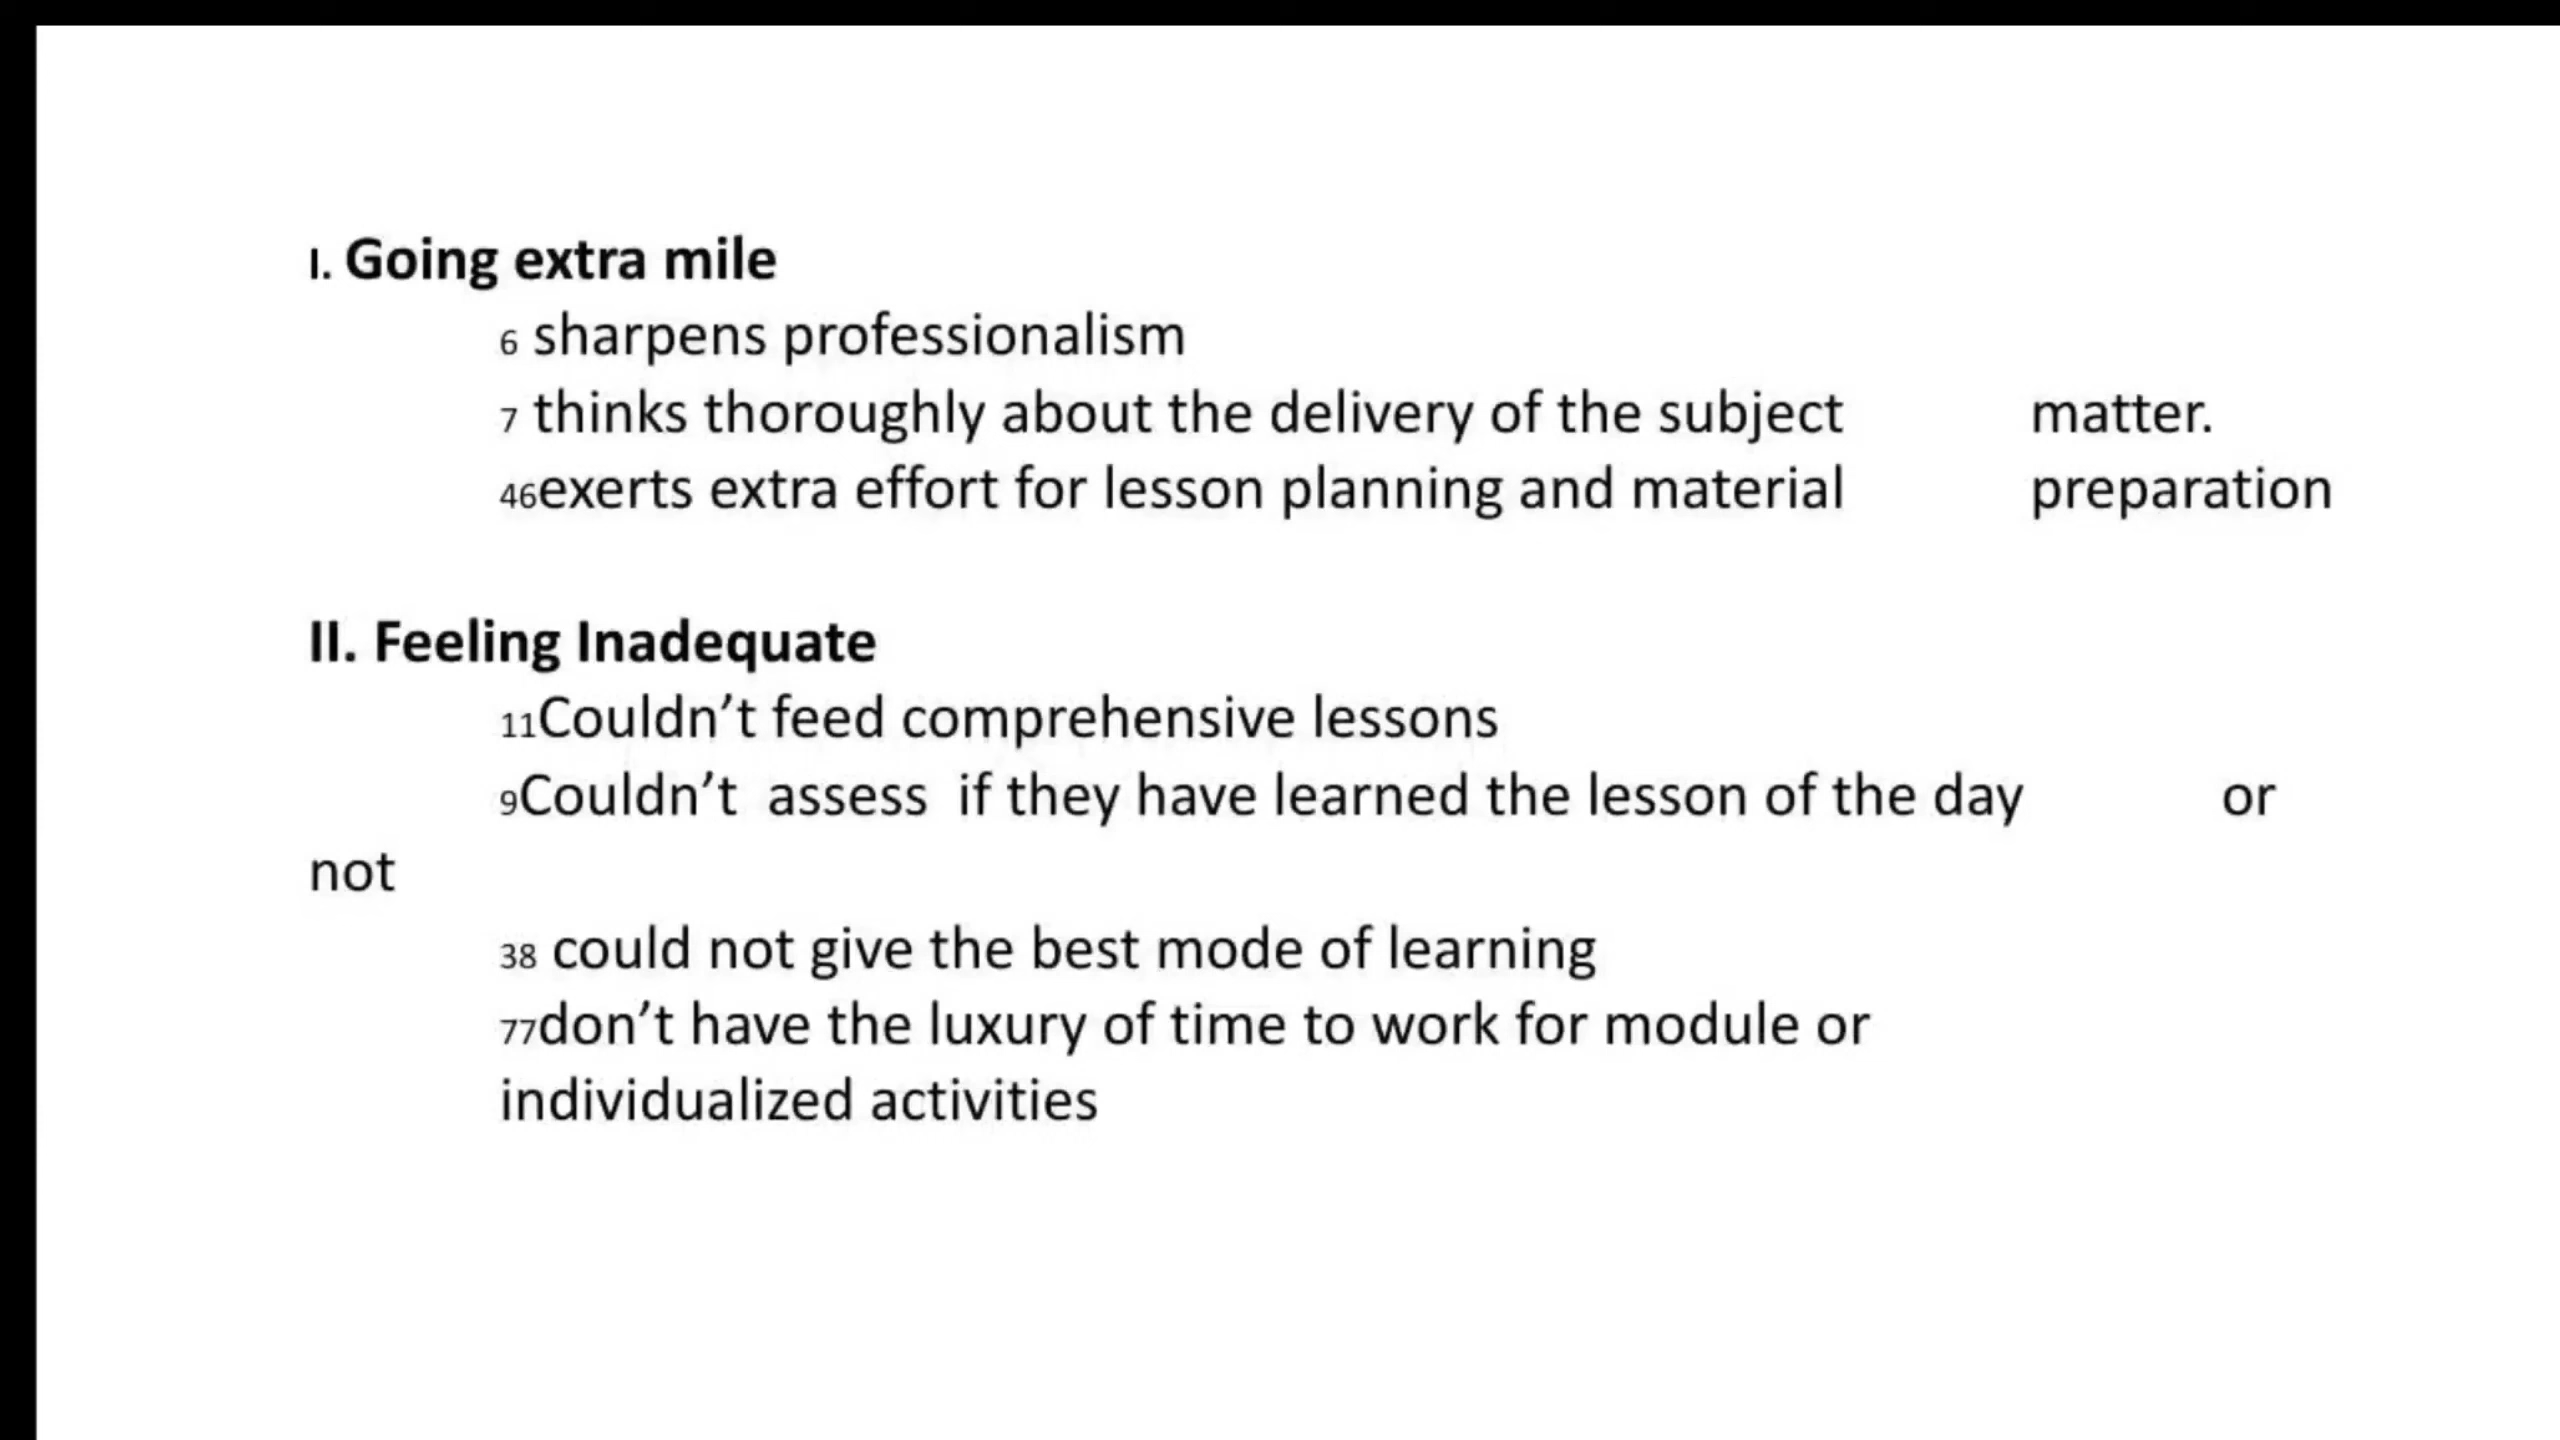 I. Going extra mile
6 sharpens professionalism
7 thinks thoroughly about the delivery of the subject matter.
46exerts extra effort for lesson planning and material preparation
II. Feeling Inadequate
11Couldn’t feed comprehensive lessons
9Couldn’t assess if they have learned the lesson of the day or
not
38 could not give the best mode of learning
77don’t have the luxury of time to work for module or
individualized activities